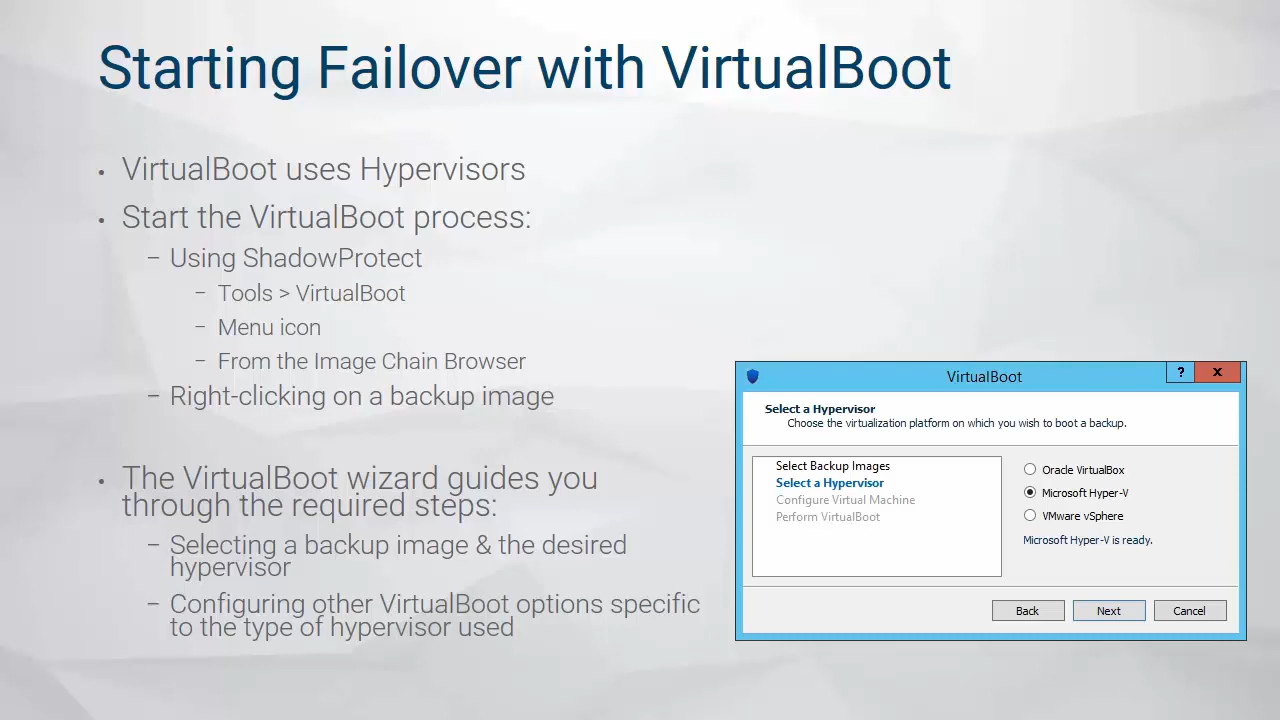 Starting Failover with VirtualBoot
• VirtualBoot uses Hypervisors
• Start the VirtualBoot process:
– Using ShadowProtect
– Tools > VirtualBoot
– Menu icon
– From the Image Chain Browser
– Right-clicking on a backup image
• The VirtualBoot wizard guides you
through the required steps:
– Selecting a backup image & the desired
hypervisor
– Configuring other VirtualBoot options specific
to the type of hypervisor used
VirtualBoot
? X
Select a Hypervisor
Choose the virtualization platform on which you wish to boot a backup.
Select Backup Images
Select a Hypervisor
Configure Virtual Machine
Perform VirtualBoot
Oracle VirtualBox
Microsoft Hyper-V
VMware vSphere
Microsoft Hyper-V is ready.
Back Next Cancel